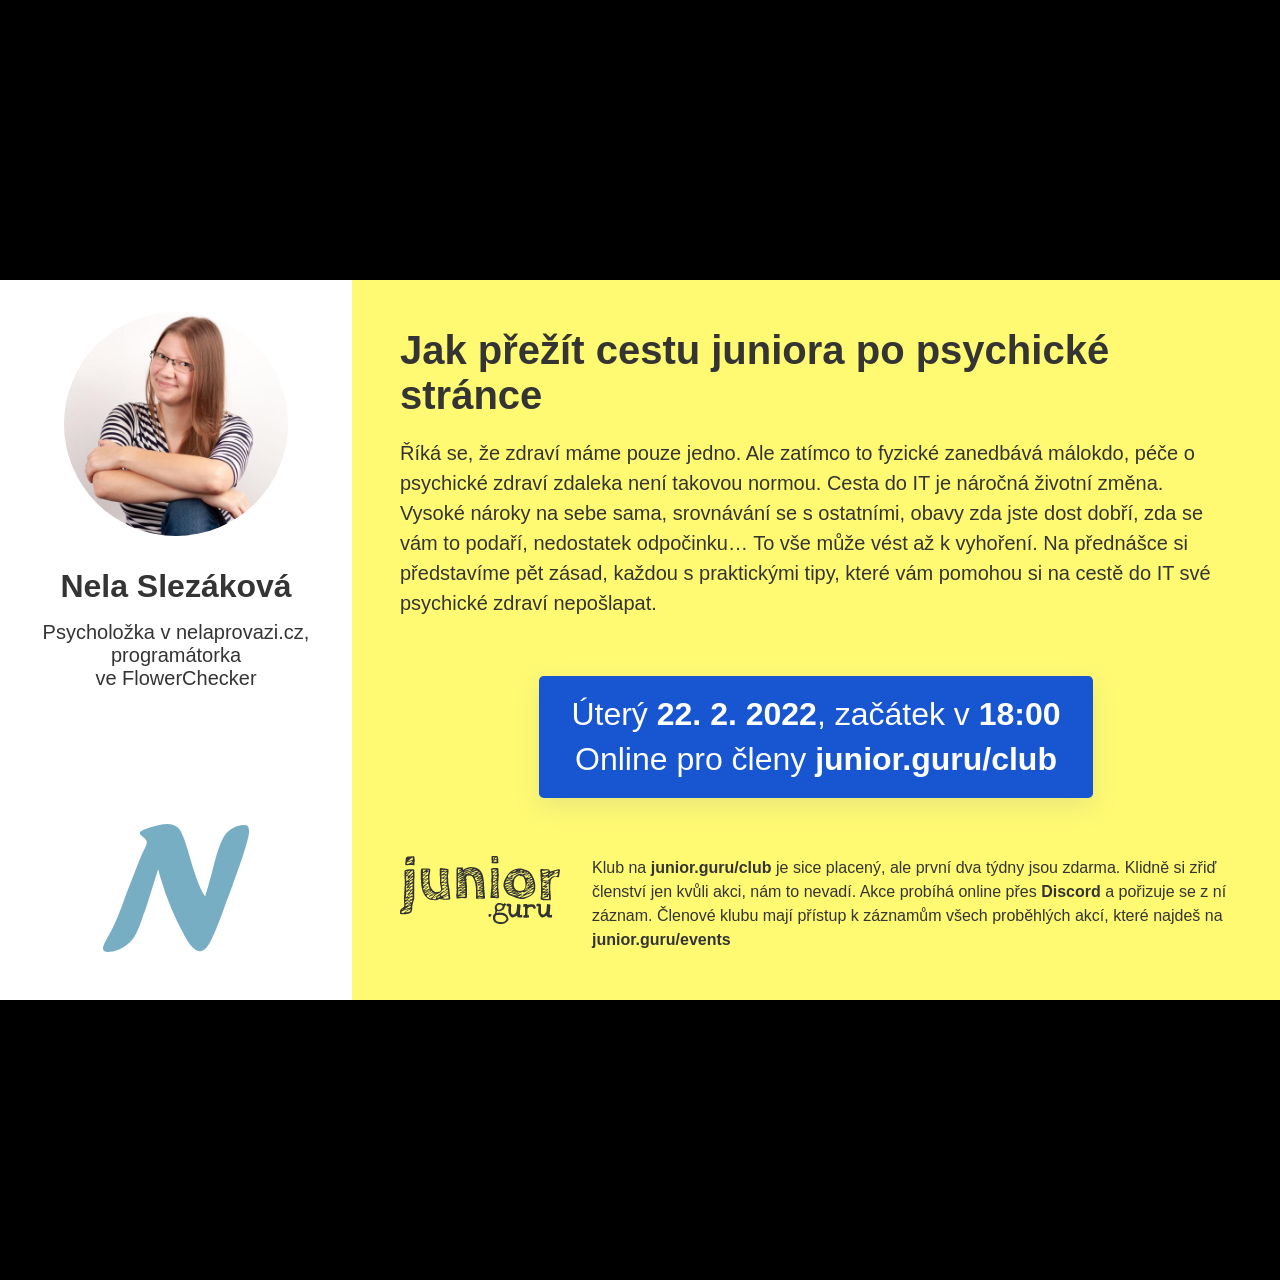 Nela Slezáková
Psycholožka v nelaprovazi.cz,
programátorka
ve FlowerChecker
N
Jak přežít cestu juniora po psychické
stránce
Říká se, že zdraví máme pouze jedno. Ale zatímco to fyzické zanedbává málokdo, péče o
psychické zdraví zdaleka není takovou normou. Cesta do IT je náročná životní změna.
Vysoké nároky na sebe sama, srovnávání se s ostatními, obavy zda jste dost dobří, zda se
vám to podaří, nedostatek odpočinku… To vše může vést až k vyhoření. Na přednášce si
představíme pět zásad, každou s praktickými tipy, které vám pomohou si na cestě do IT své
psychické zdraví nepošlapat.
Úterý 22. 2. 2022, začátek v 18:00
Online pro členy junior.guru/club
junior
.guru
Klub na junior.guru/club je sice placený, ale první dva týdny jsou zdarma. Klidně si zřiď
členství jen kvůli akci, nám to nevadí. Akce probíhá online přes Discord a pořizuje se z ní
záznam. Členové klubu mají přístup k záznamům všech proběhlých akcí, které najdeš na
junior.guru/events